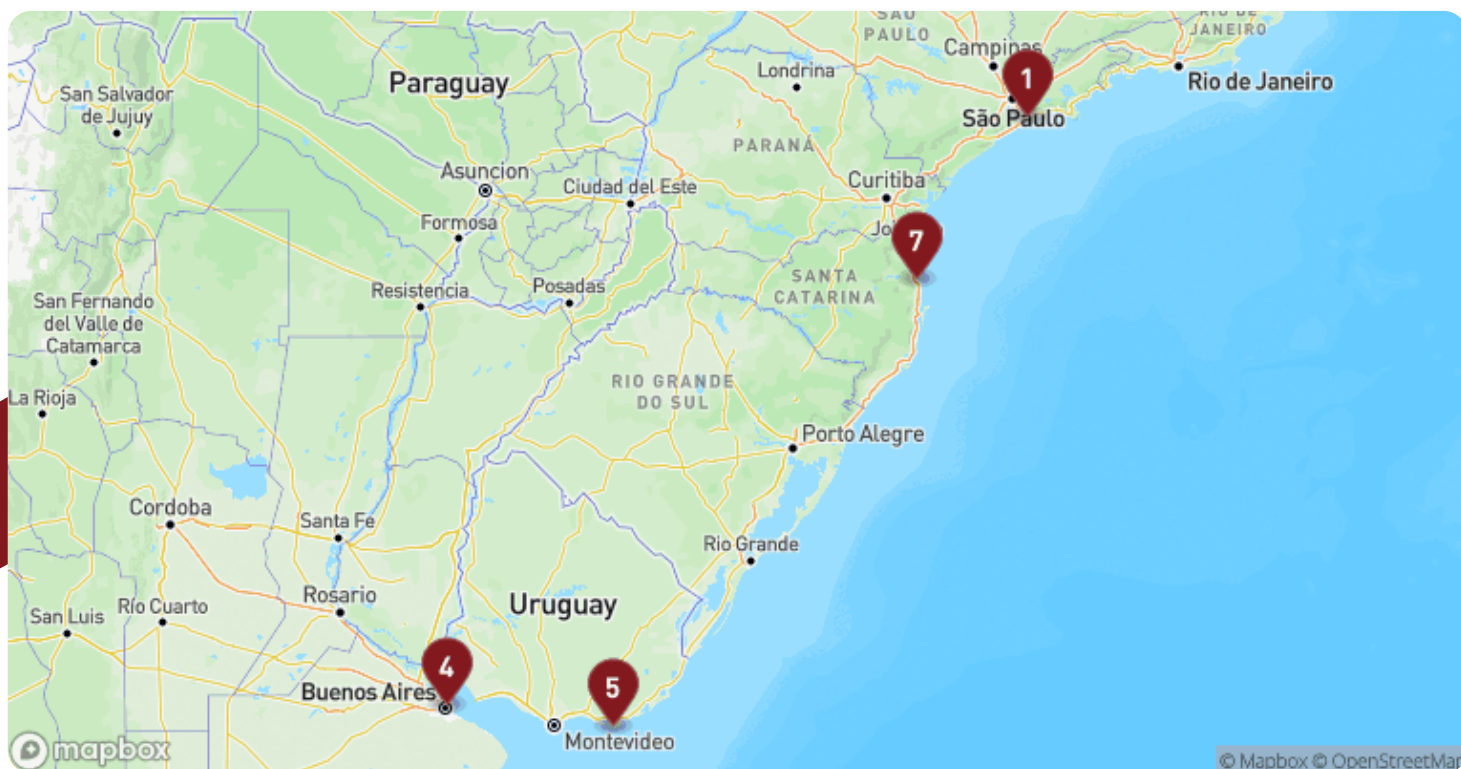 SÃO
PAULO
RIO DE
JANEIRO
Campinas
1
Londrina
Rio de Janeiro
Paraguay
San Salvador
de Jujuy
São Paulo
PARANÁ
Asuncion
Ciudad del Este
Curitiba
Formosa
Joi
7
SANTA
CATARINA
Resistencia
Posadas
San Fernando
del Valle de
Catamarca
RIO GRANDE
DO SUL
La Rioja
Porto Alegre
Cordoba
Santa Fe
Rio Grande
Rosario
Río Cuarto
San Luis
Uruguay
4
5
Buenos Aires
Montevideo
mapbox
© Mapbox © OpenStreetMap